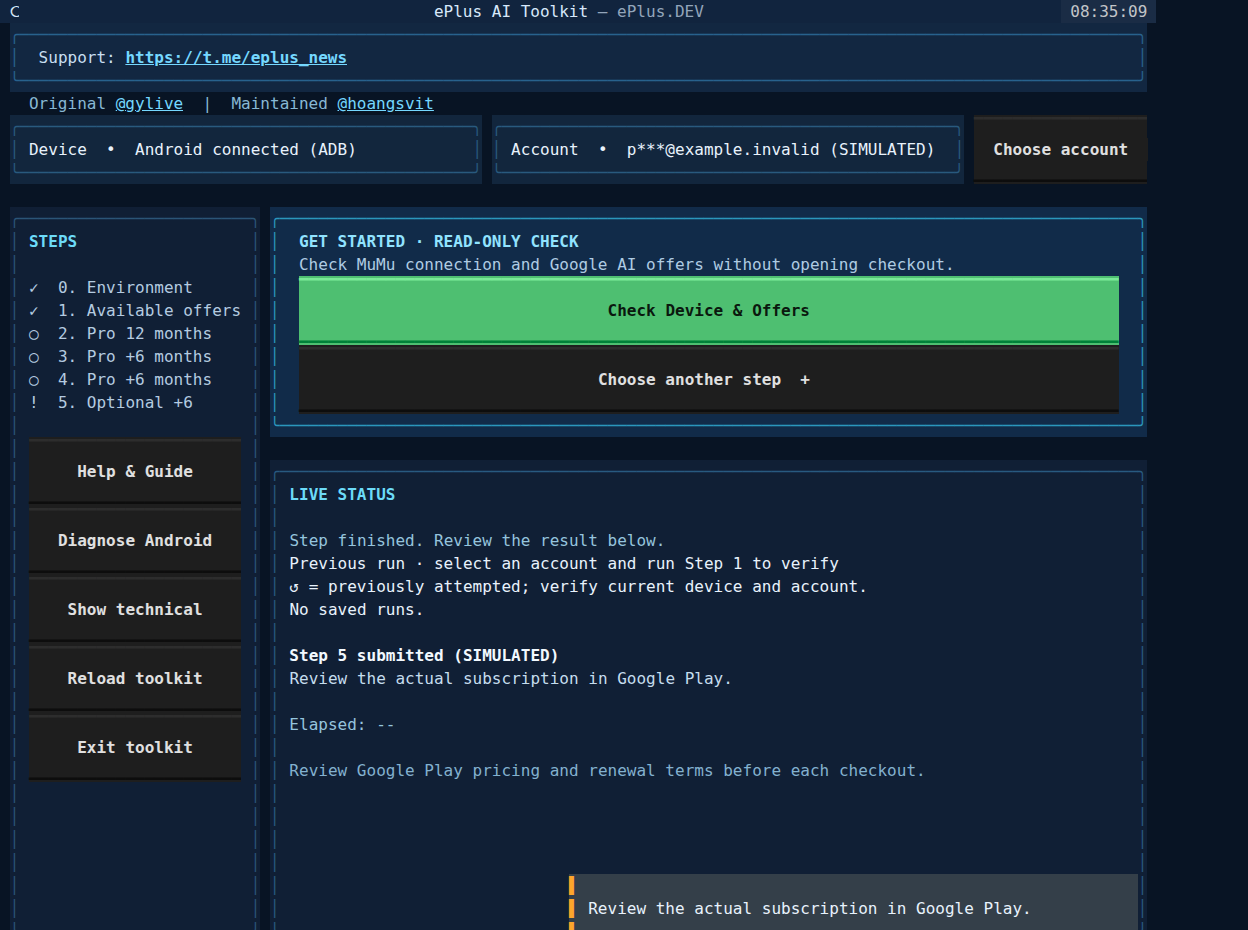 ePlus AI Toolkit — ePlus.DEV
08:35:09
Support: https://t.me/eplus_news
Original @gylive | Maintained @hoangsvit
Device • Android connected (ADB)
Account • p***@example.invalid (SIMULATED)
Choose account
STEPS
✓ 0. Environment
✓ 1. Available offers
○ 2. Pro 12 months
○ 3. Pro +6 months
○ 4. Pro +6 months
! 5. Optional +6
Help & Guide
Diagnose Android
Show technical
Reload toolkit
Exit toolkit
GET STARTED · READ-ONLY CHECK
Check MuMu connection and Google AI offers without opening checkout.
Check Device & Offers
Choose another step +
LIVE STATUS
Step finished. Review the result below.
Previous run · select an account and run Step 1 to verify
↺ = previously attempted; verify current device and account.
No saved runs.
Step 5 submitted (SIMULATED)
Review the actual subscription in Google Play.
Elapsed: --
Review Google Play pricing and renewal terms before each checkout.
Review the actual subscription in Google Play.